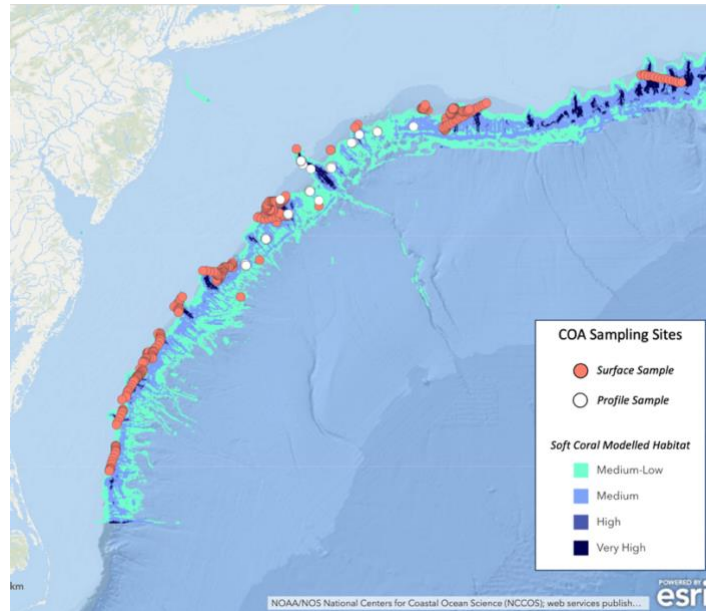 COA Sampling Sites
Surface Sample
Profile Sample
Soft Coral Modelled Habitat
Medium-Low
Medium
High
Very High
km
POWERED BY
esri
NOAA/NOS National Centers for Coastal Ocean Science (NCCOS); web services publish...